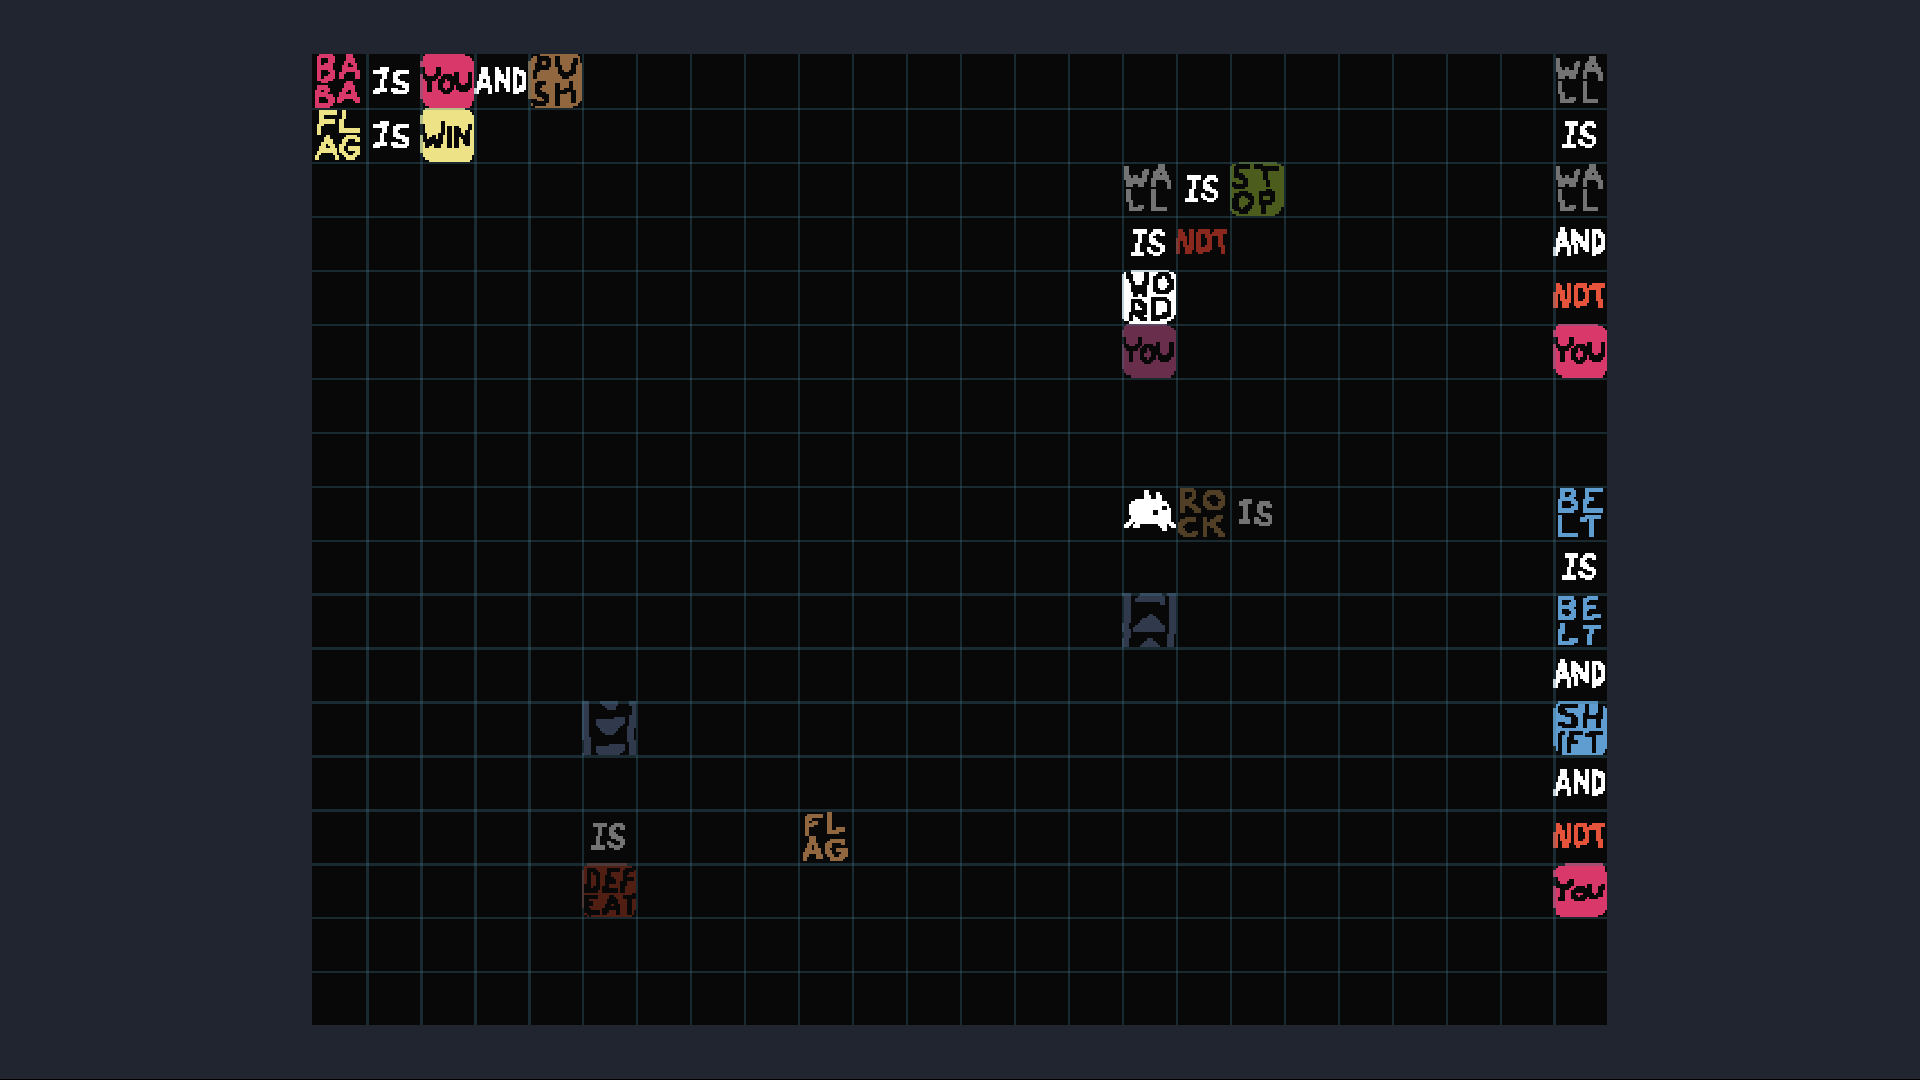 BABA IS YOU AND PUSH WALL
FLAG IS WIN IS
WALL IS STOP WALL
IS NOT AND
WORD NOT
YOU YOU
ROCK IS BELT
IS
BELT
AND
SHIFT
AND
IS FLAG NOT
DEFEAT YOU